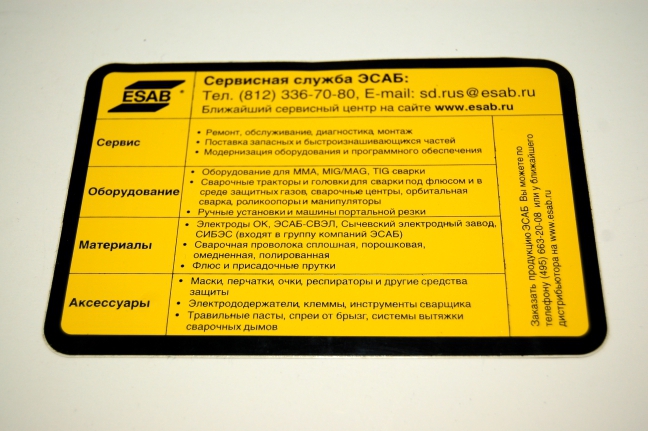 ESAB
Сервисная служба ЭСАБ:
Тел. (812) 336-70-80, E-mail: sd.rus@esab.ru
Ближайший сервисный центр на сайте www.esab.ru
Сервис
• Ремонт, обслуживание, диагностика, монтаж
• Поставка запасных и быстроизнашивающихся частей
• Модернизация оборудования и программного обеспечения
Оборудование
• Оборудование для MMA, MIG/MAG, TIG сварки
• Сварочные тракторы и головки для сварки под флюсом и в
среде защитных газов, сварочные центры, орбитальная
сварка, роликоопоры и манипуляторы
• Ручные установки и машины портальной резки
Материалы
• Электроды ОК, ЭСАБ-СВЭЛ, Сычевский электродный завод,
СИБЭС (входят в группу компаний ЭСАБ)
• Сварочная проволока сплошная, порошковая,
омедненная, полированная
• Флюс и присадочные прутки
Аксессуары
• Маски, перчатки, очки, респираторы и другие средства
защиты
• Электрододержатели, клеммы, инструменты сварщика
• Травильные пасты, спреи от брызг, системы вытяжки
сварочных дымов
Заказать продукцию ЭСАБ Вы можете по
телефону (495) 663-20-08 или у ближайшего
дистрибьютора на www.esab.ru